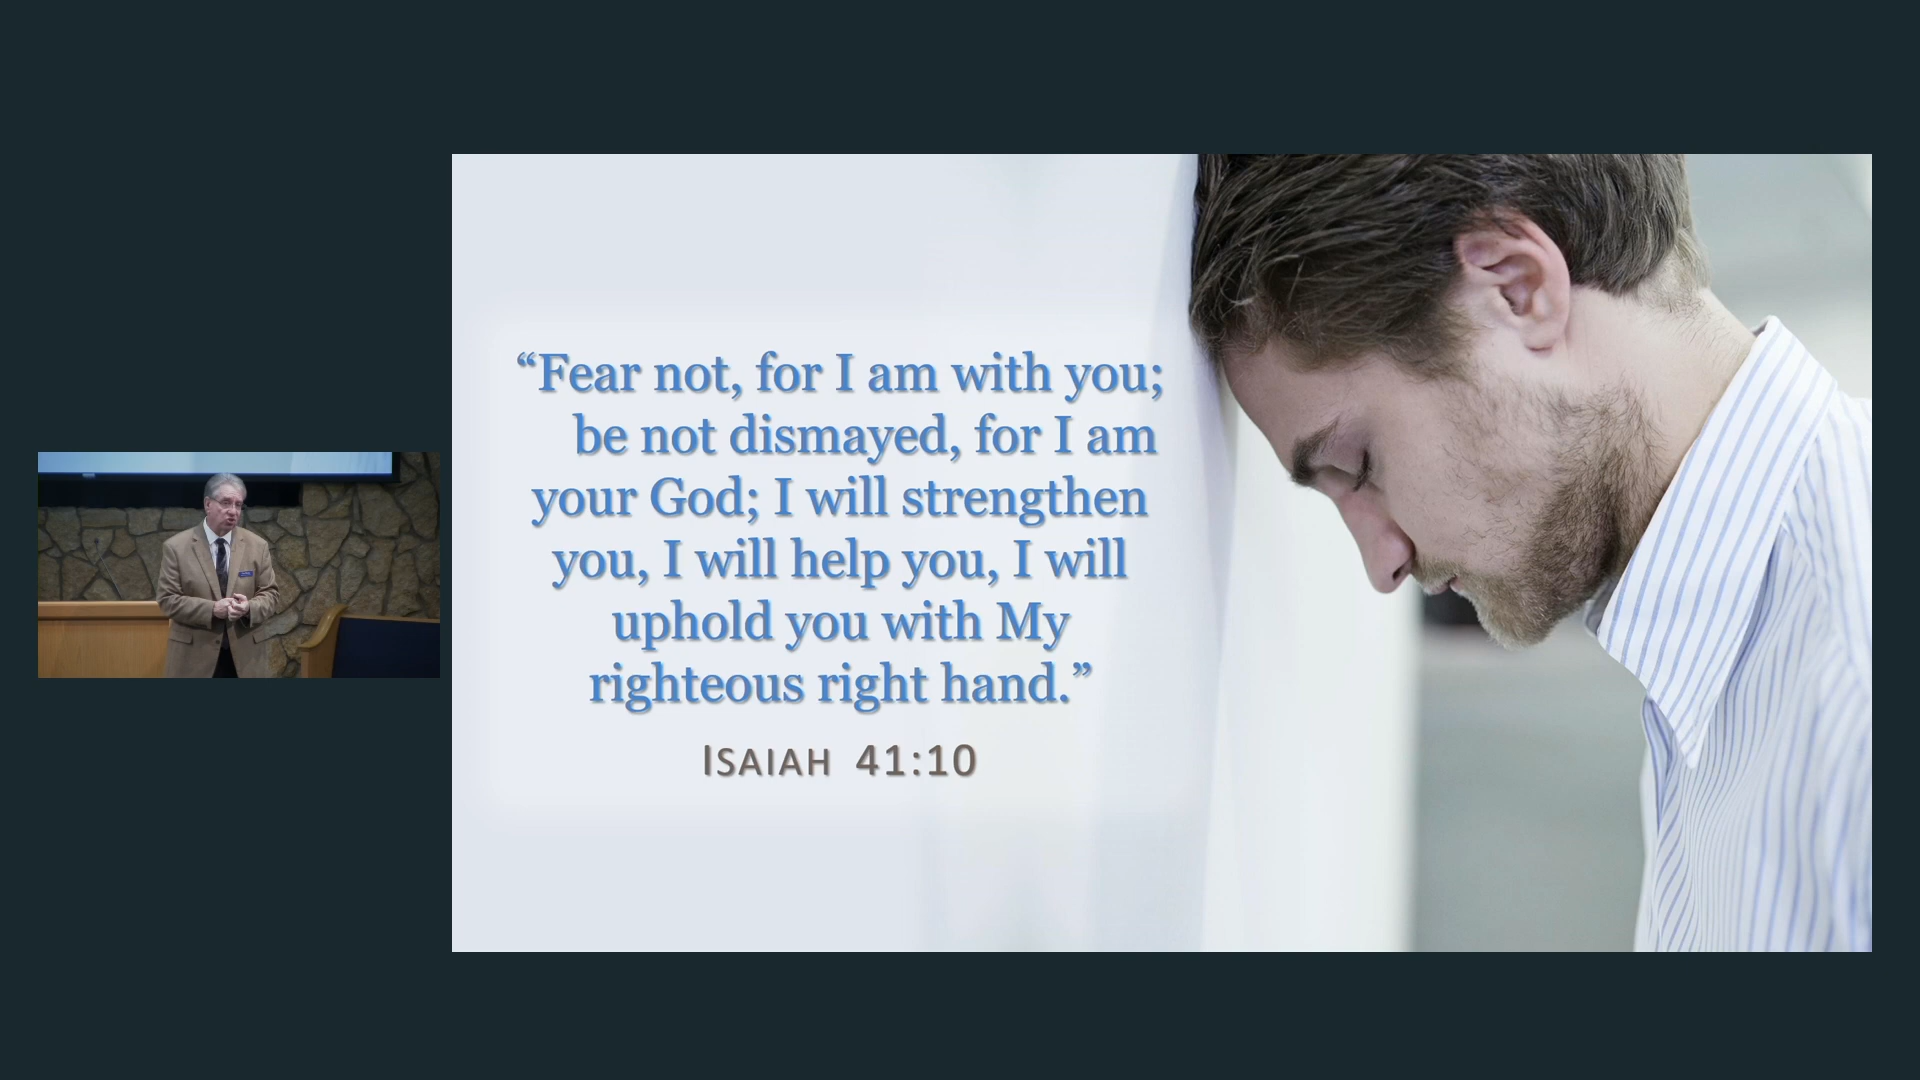 “Fear not, for I am with you;
be not dismayed, for I am
your God; I will strengthen
you, I will help you, I will
uphold you with My
righteous right hand.”
ISAIAH 41:10